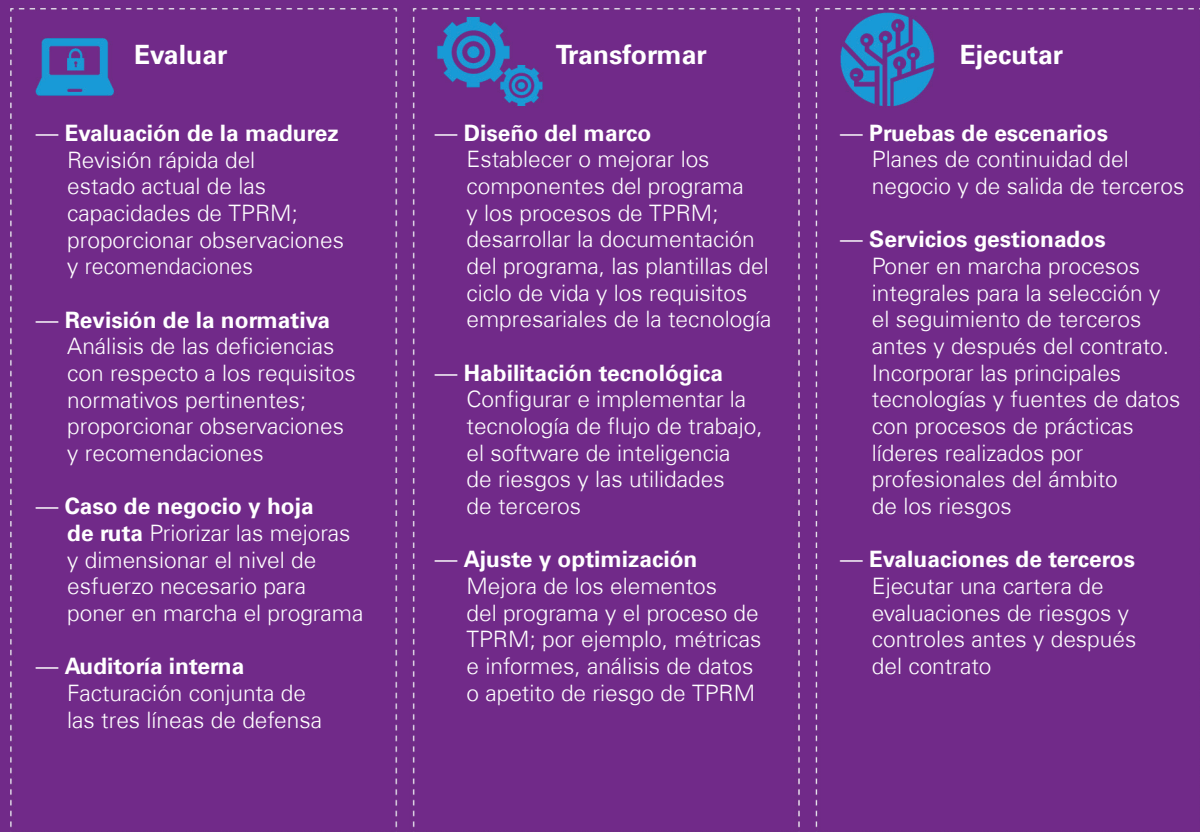 Evaluar
— Evaluación de la madurez
Revisión rápida del
estado actual de las
capacidades de TPRM;
proporcionar observaciones
y recomendaciones
— Revisión de la normativa
Análisis de las deficiencias
con respecto a los requisitos
normativos pertinentes;
proporcionar observaciones
y recomendaciones
— Caso de negocio y hoja
de ruta Priorizar las mejoras
y dimensionar el nivel de
esfuerzo necesario para
poner en marcha el programa
— Auditoría interna
Facturación conjunta de
las tres líneas de defensa
Transformar
— Diseño del marco
Establecer o mejorar los
componentes del programa
y los procesos de TPRM;
desarrollar la documentación
del programa, las plantillas del
ciclo de vida y los requisitos
empresariales de la tecnología
— Habilitación tecnológica
Configurar e implementar la
tecnología de flujo de trabajo,
el software de inteligencia
de riesgos y las utilidades
de terceros
— Ajuste y optimización
Mejora de los elementos
del programa y el proceso de
TPRM; por ejemplo, métricas
e informes, análisis de datos
o apetito de riesgo de TPRM
Ejecutar
— Pruebas de escenarios
Planes de continuidad del
negocio y de salida de terceros
— Servicios gestionados
Poner en marcha procesos
integrales para la selección y
el seguimiento de terceros
antes y después del contrato.
Incorporar las principales
tecnologías y fuentes de datos
con procesos de prácticas
líderes realizados por
profesionales del ámbito
de los riesgos
— Evaluaciones de terceros
Ejecutar una cartera de
evaluaciones de riesgos y
controles antes y después
del contrato